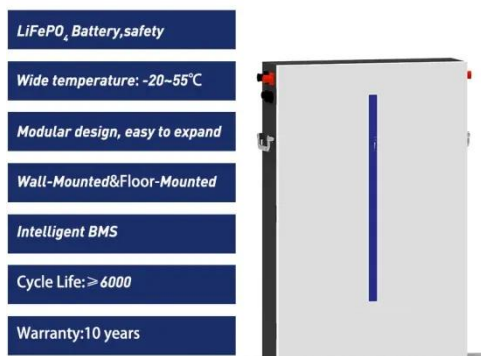 LiFePO₄ Battery,safety
Wide temperature: -20~55℃
Modular design, easy to expand
Wall-Mounted&Floor-Mounted
Intelligent BMS
Cycle Life:≥6000
Warranty:10 years